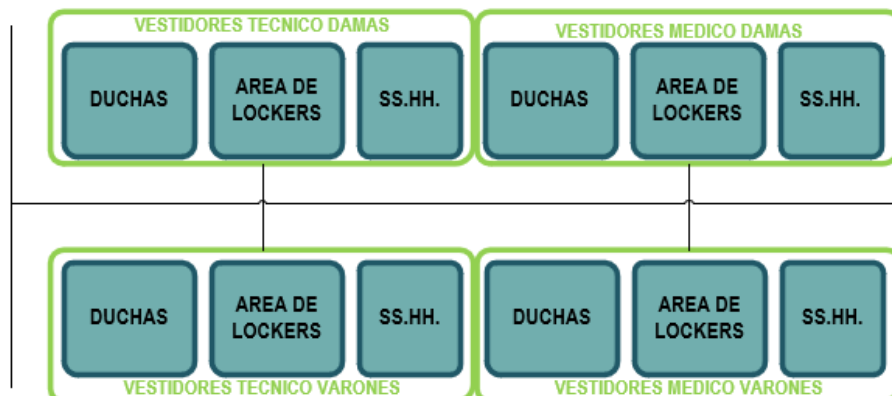 VESTIDORES TECNICO DAMAS
DUCHAS
AREA DE
LOCKERS
SS.HH.
VESTIDORES MEDICO DAMAS
DUCHAS
AREA DE
LOCKERS
SS.HH.
DUCHAS
AREA DE
LOCKERS
SS.HH.
VESTIDORES TECNICO VARONES
DUCHAS
AREA DE
LOCKERS
SS.HH.
VESTIDORES MEDICO VARONES